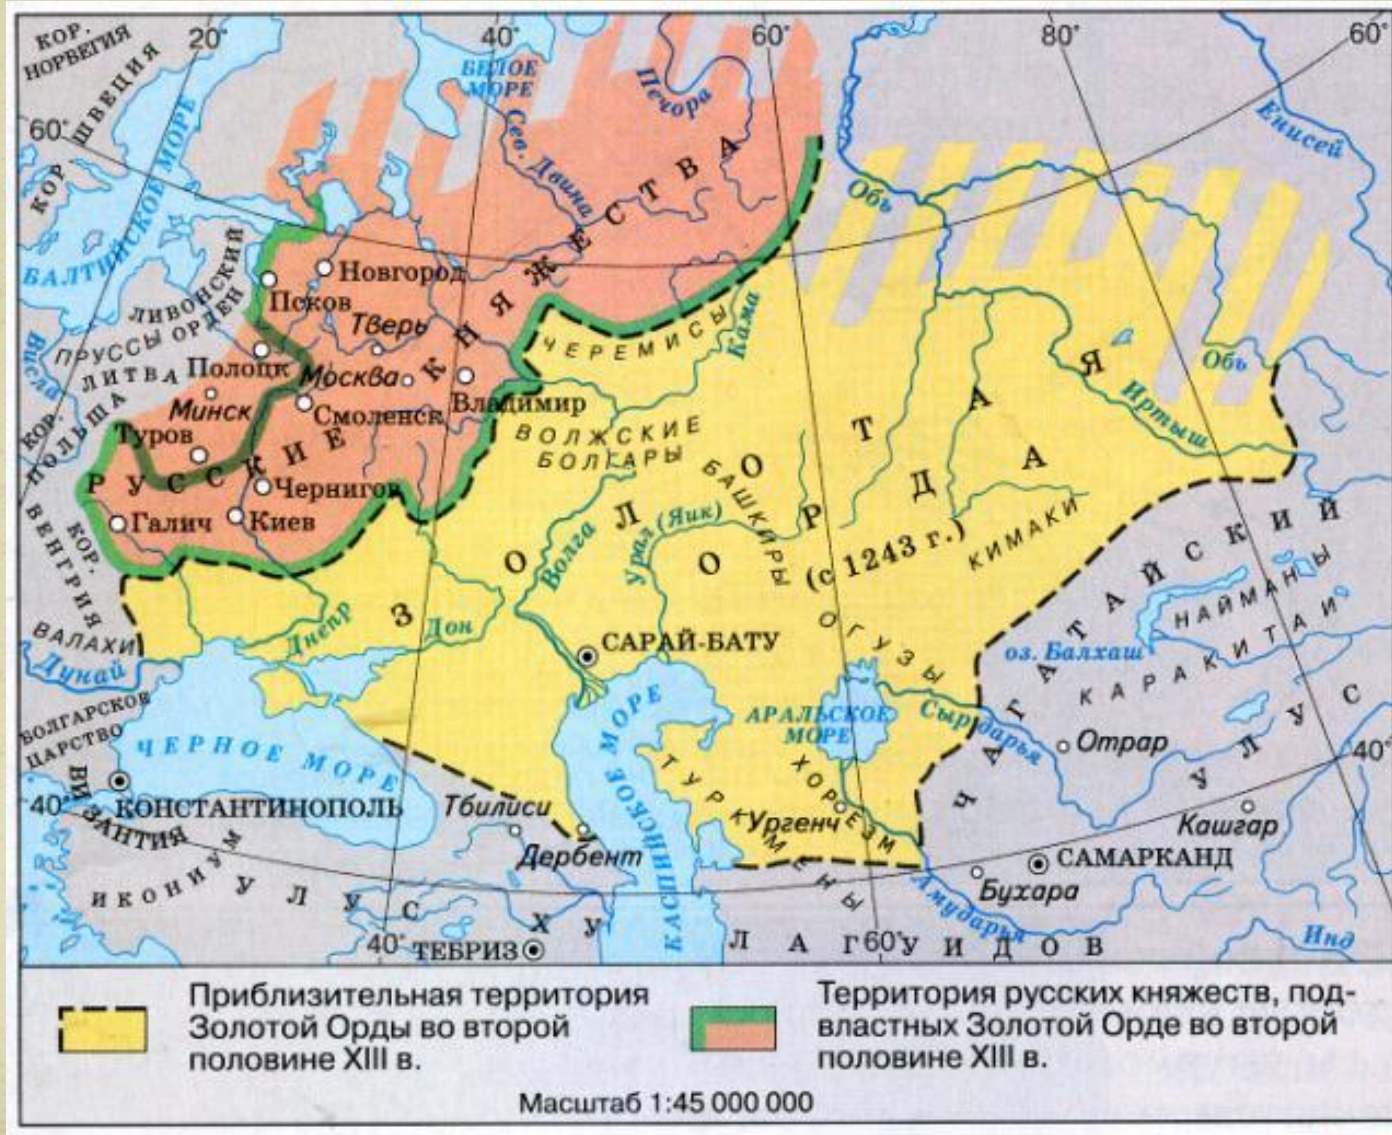 КОР.
НОРВЕГИЯ
КОР. ШВЕЦИЯ
20°
40°
60°
80°
60°
60°
БЕЛОЕ
МОРЕ
Печора
Сев. Двина
Енисей
Обь
БАЛТИЙСКОЕ МОРЕ
ЛИВОНСКИЙ
ОРДЕН
ПРУССЫ
ЛИТВА
Висла
КОР.
ПОЛЬША
Новгород
Псков
Тверь
Полоцк
Москва
Минск
Смоленск
Владимир
Туров
Чернигов
Галич
Киев
РУССКИЕ КНЯЖЕСТВА
ЧЕРЕМИСЫ
Кама
ВОЛЖСКИЕ
БОЛГАРЫ
БАШКИРЫ
Обь
Иртыш
ЗОЛОТАЯ
ОРДА
(с 1243 г.)
КИМАКИ
Волга
Урал (Яик)
ОГУЗЫ
КОР.
ВЕНГРИЯ
ВАЛАХИ
Дунай
Днепр
Дон
САРАЙ-БАТУ
БОЛГАРСКОЕ
ЦАРСТВО
ЧЕРНОЕ МОРЕ
КАСПИЙСКОЕ МОРЕ
АРАЛЬСКОЕ
МОРЕ
Сырдарья
оз. Балхаш
НАЙМАНЫ
КАРАКИТАИ
ЧАГАТАЙСКИЙ
УЛУС
Отрар
40°
40°
ВИЗАНТИЯ
КОНСТАНТИНОПОЛЬ
Тбилиси
Дербент
ТУРКМЕНЫ
ХОРЕЗМ
Ургенч
Кашгар
САМАРКАНД
Бухара
Амударья
Инд
ИКОНИУМ
УЛУС ХУЛАГУИДОВ
40°
ТЕБРИЗ
60°
Приблизительная территория
Золотой Орды во второй
половине XIII в.
Территория русских княжеств, под-
властных Золотой Орде во второй
половине XIII в.
Масштаб 1:45 000 000